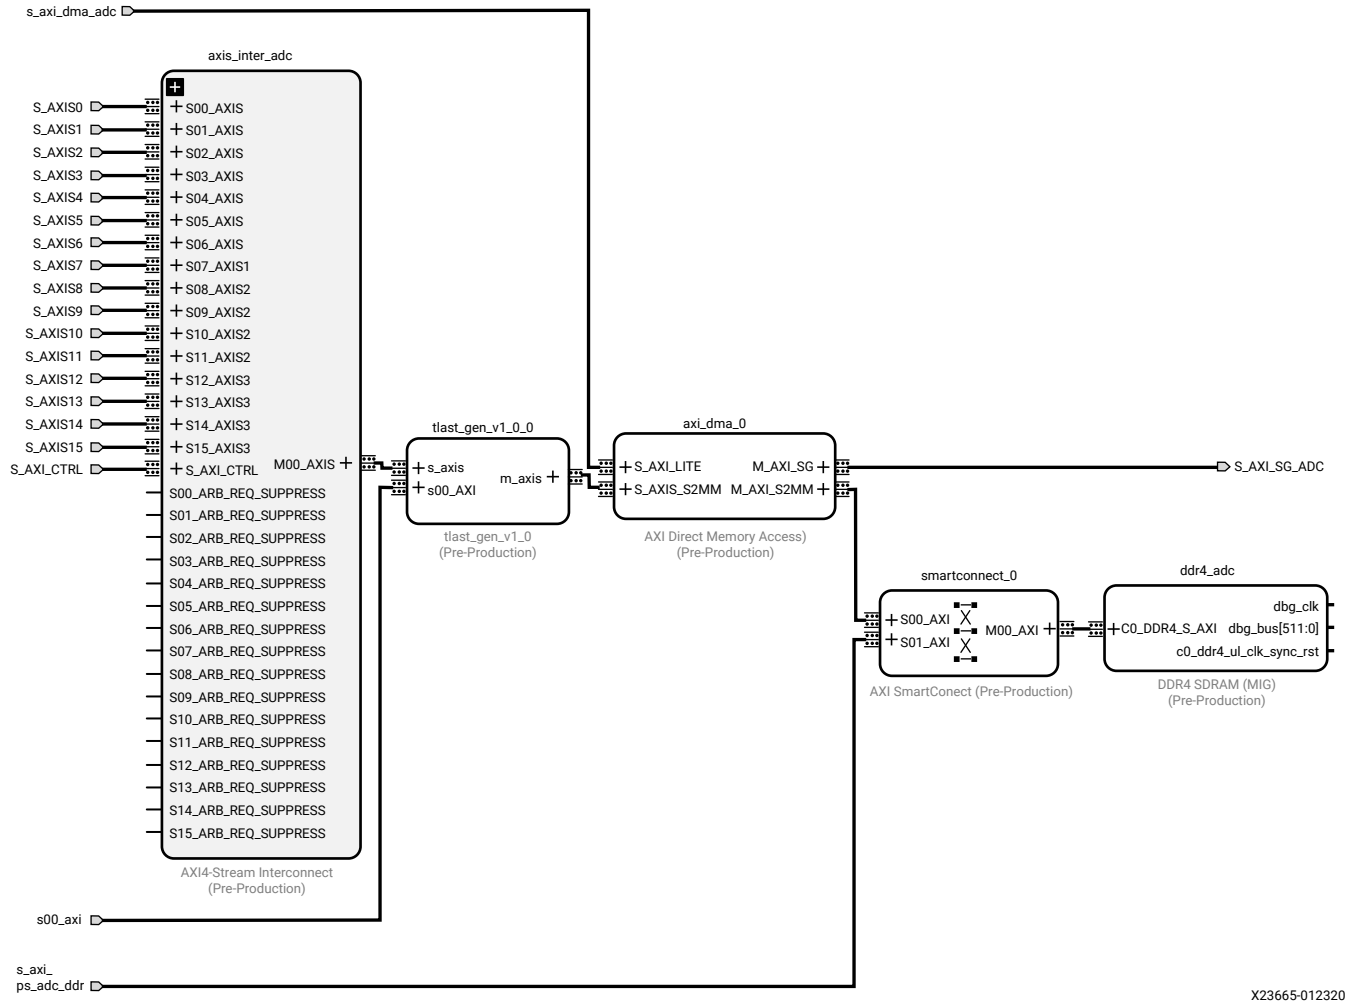 s_axi_dma_adc
axis_inter_adc
S_AXIS0
S_AXIS1
S_AXIS2
S_AXIS3
S_AXIS4
S_AXIS5
S_AXIS6
S_AXIS7
S_AXIS8
S_AXIS9
S_AXIS10
S_AXIS11
S_AXIS12
S_AXIS13
S_AXIS14
S_AXIS15
S_AXI_CTRL
S00_AXIS
S01_AXIS
S02_AXIS
S03_AXIS
S04_AXIS
S05_AXIS
S06_AXIS
S07_AXIS1
S08_AXIS2
S09_AXIS2
S10_AXIS2
S11_AXIS2
S12_AXIS3
S13_AXIS3
S14_AXIS3
S15_AXIS3
S_AXI_CTRL
M00_AXIS
S00_ARB_REQ_SUPPRESS
S01_ARB_REQ_SUPPRESS
S02_ARB_REQ_SUPPRESS
S03_ARB_REQ_SUPPRESS
S04_ARB_REQ_SUPPRESS
S05_ARB_REQ_SUPPRESS
S06_ARB_REQ_SUPPRESS
S07_ARB_REQ_SUPPRESS
S08_ARB_REQ_SUPPRESS
S09_ARB_REQ_SUPPRESS
S10_ARB_REQ_SUPPRESS
S11_ARB_REQ_SUPPRESS
S12_ARB_REQ_SUPPRESS
S13_ARB_REQ_SUPPRESS
S14_ARB_REQ_SUPPRESS
S15_ARB_REQ_SUPPRESS
AXI4-Stream Interconnect
(Pre-Production)
tlast_gen_v1_0_0
s_axis
s00_AXI
m_axis
tlast_gen_v1_0
(Pre-Production)
axi_dma_0
S_AXI_LITE
S_AXIS_S2MM
M_AXI_SG
M_AXI_S2MM
AXI Direct Memory Access)
(Pre-Production)
S_AXI_SG_ADC
smartconnect_0
S00_AXI
S01_AXI
M00_AXI
AXI SmartConect (Pre-Production)
ddr4_adc
C0_DDR4_S_AXI
dbg_clk
dbg_bus[511:0]
c0_ddr4_ul_clk_sync_rst
DDR4 SDRAM (MIG)
(Pre-Production)
s00_axi
s_axi_
ps_adc_ddr
X23665-012320